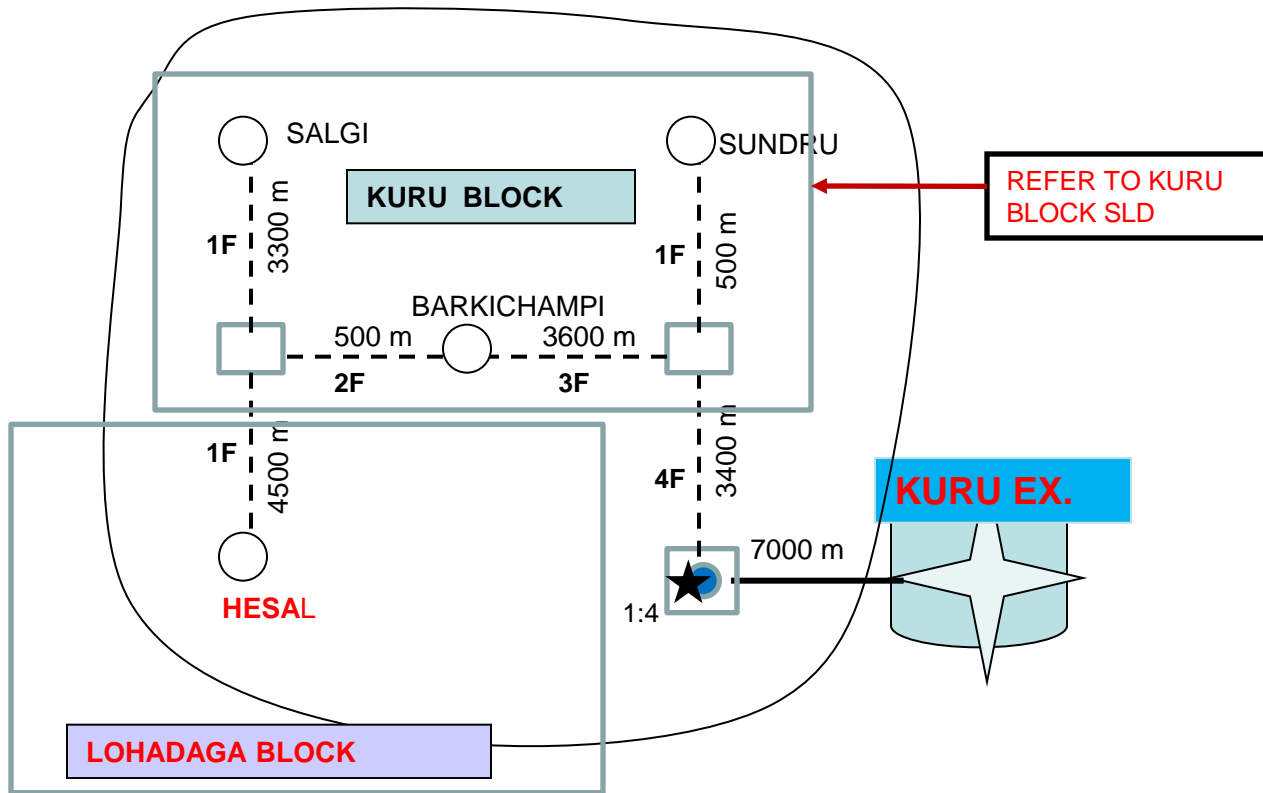 SALGI
SUNDRU
KURU BLOCK
REFER TO KURU
BLOCK SLD
1F
3300 m
1F
500 m
BARKICHAMPI
500 m
3600 m
2F
3F
1F
4500 m
4F
3400 m
KURU EX.
7000 m
HESAL
1:4
LOHADAGA BLOCK